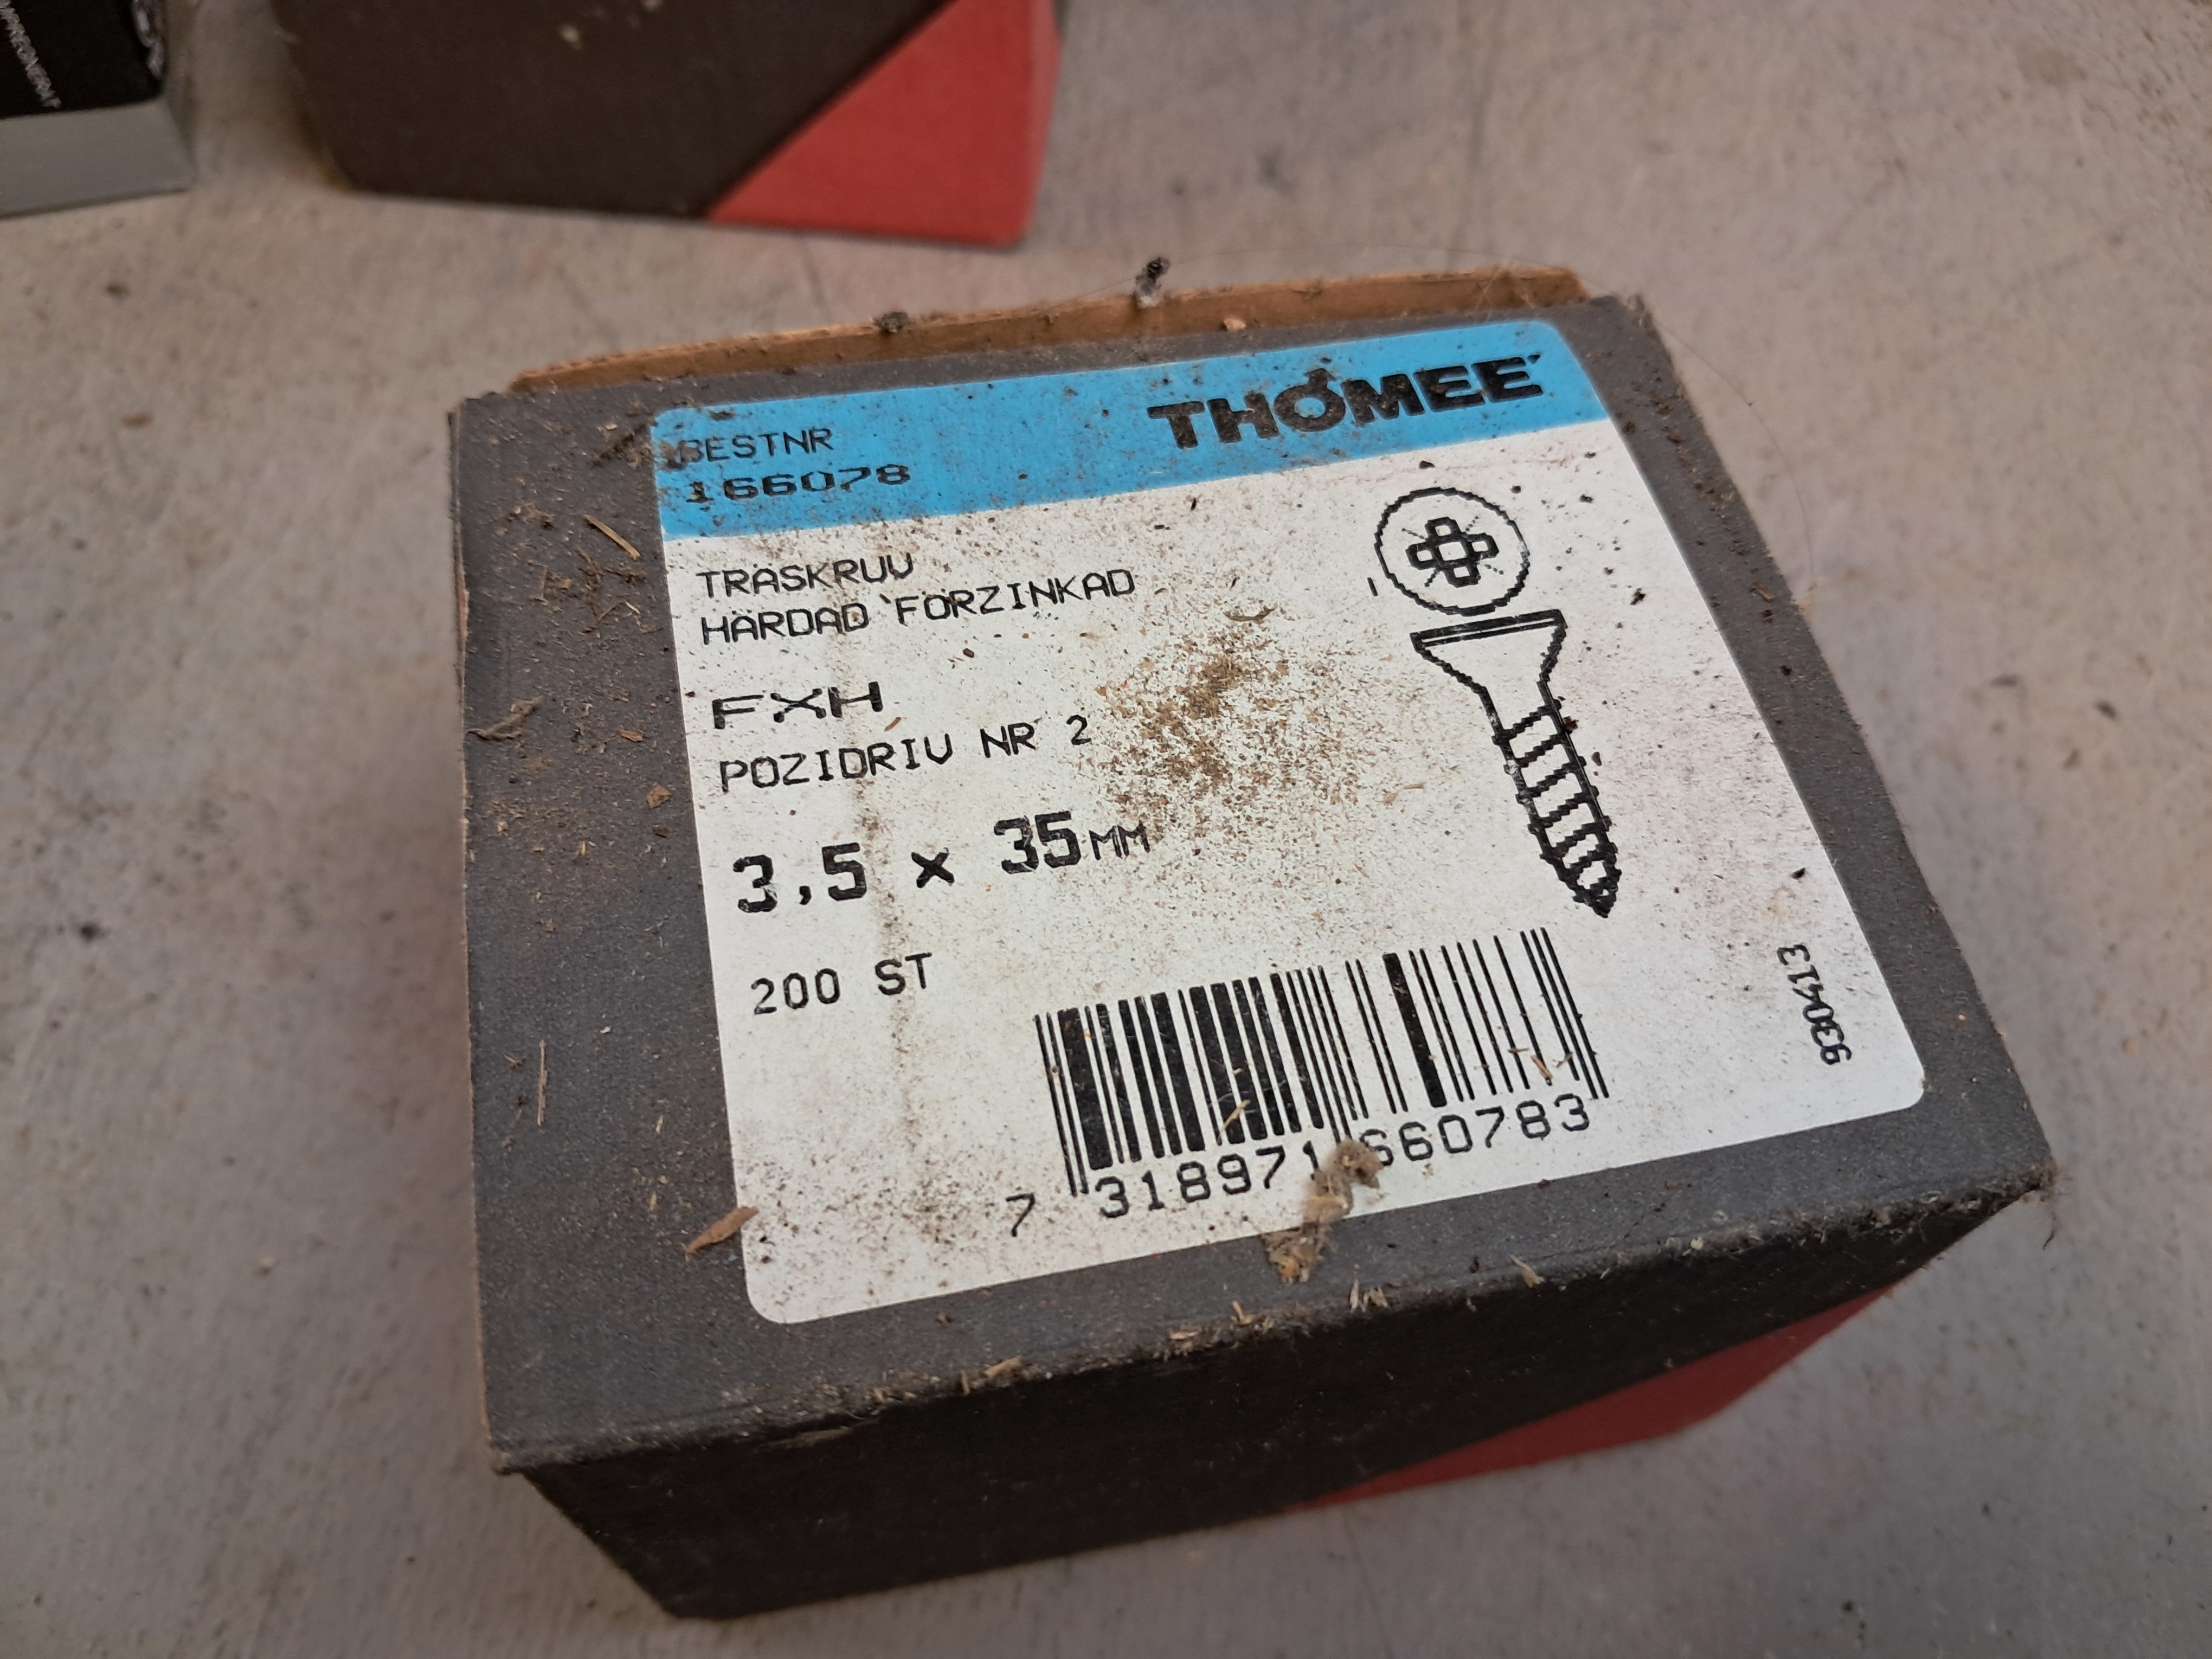 THOMEE
BESTNR
166078
TRÄSKRUV
HÄRDAD FÖRZINKAD
FXH
POZIDRIV NR 2
3,5 x 35MM
200 ST
7 318971 660783
930413